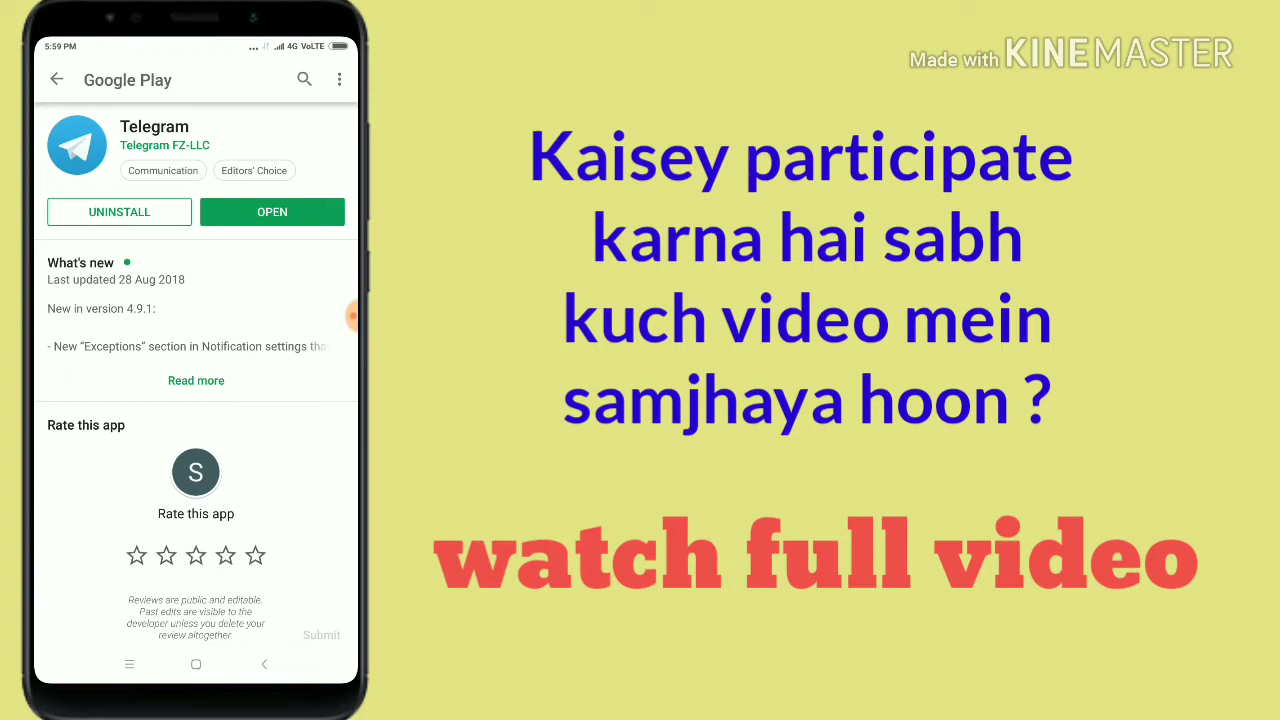 5:59 PM
4G VoLTE
Google Play
Telegram
Telegram FZ-LLC
Communication
Editors' Choice
UNINSTALL
OPEN
What's new
Last updated 28 Aug 2018
New in version 4.9.1:
- New “Exceptions” section in Notification settings
Read more
Rate this app
S
Rate this app
Reviews are public and editable.
Past edits are visible to the
developer unless you delete your
review altogether.
Submit
Made with KINEMASTER
Kaisey participate
karna hai sabh
kuch video mein
samjhaya hoon ?
watch full video